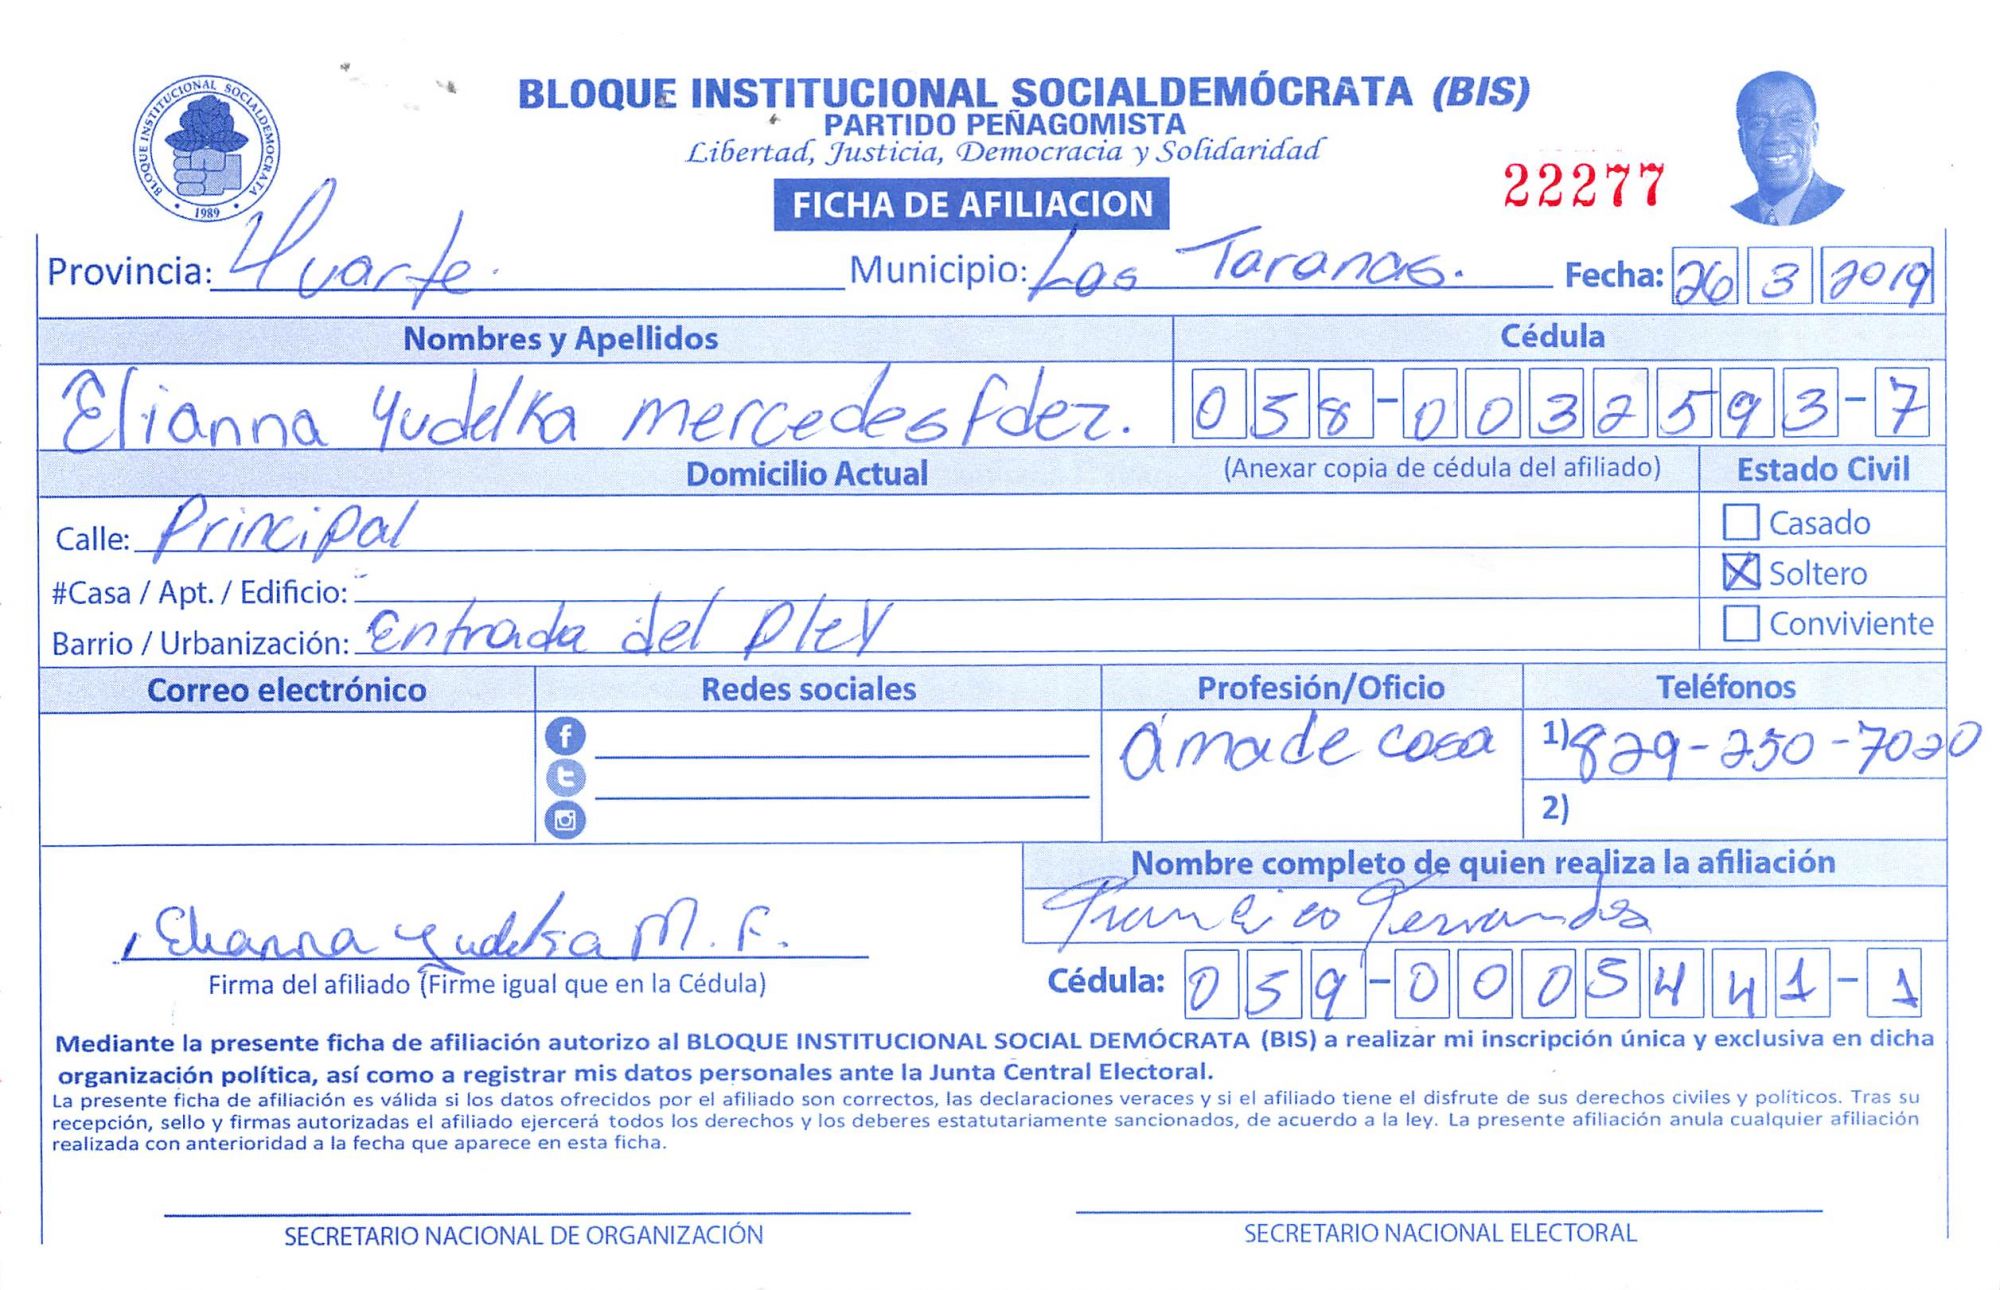 BLOQUE INSTITUCIONAL SOCIALDEMOCRATA
1989
BLOQUE INSTITUCIONAL SOCIALDEMÓCRATA (BIS)
PARTIDO PEÑAGOMISTA
Libertad, Justicia, Democracia y Solidaridad
22277
FICHA DE AFILIACION
Provincia: Duarte. Municipio: Las Taranas. Fecha: 26 3 2019
Nombres y Apellidos Cédula
Elianna Yudelka mercedes fdez. 058-0032593-7
Domicilio Actual (Anexar copia de cédula del afiliado) Estado Civil
Calle: Principal Casado
#Casa / Apt. / Edificio: Soltero
Barrio / Urbanización: Entrada del Pley Conviviente
Correo electrónico Redes sociales Profesión/Oficio Teléfonos
ama de casa 1) 829-250-7020
2)
Nombre completo de quien realiza la afiliación
Francisco Fernandes
Elianna Yudelka M. F.
Firma del afiliado (Firme igual que en la Cédula) Cédula: 059-0005441-1
Mediante la presente ficha de afiliación autorizo al BLOQUE INSTITUCIONAL SOCIAL DEMÓCRATA (BIS) a realizar mi inscripción única y exclusiva en dicha
organización política, así como a registrar mis datos personales ante la Junta Central Electoral.
La presente ficha de afiliación es válida si los datos ofrecidos por el afiliado son correctos, las declaraciones veraces y si el afiliado tiene el disfrute de sus derechos civiles y políticos. Tras su
recepción, sello y firmas autorizadas el afiliado ejercerá todos los derechos y los deberes estatutariamente sancionados, de acuerdo a la ley. La presente afiliación anula cualquier afiliación
realizada con anterioridad a la fecha que aparece en esta ficha.
SECRETARIO NACIONAL DE ORGANIZACIÓN SECRETARIO NACIONAL ELECTORAL